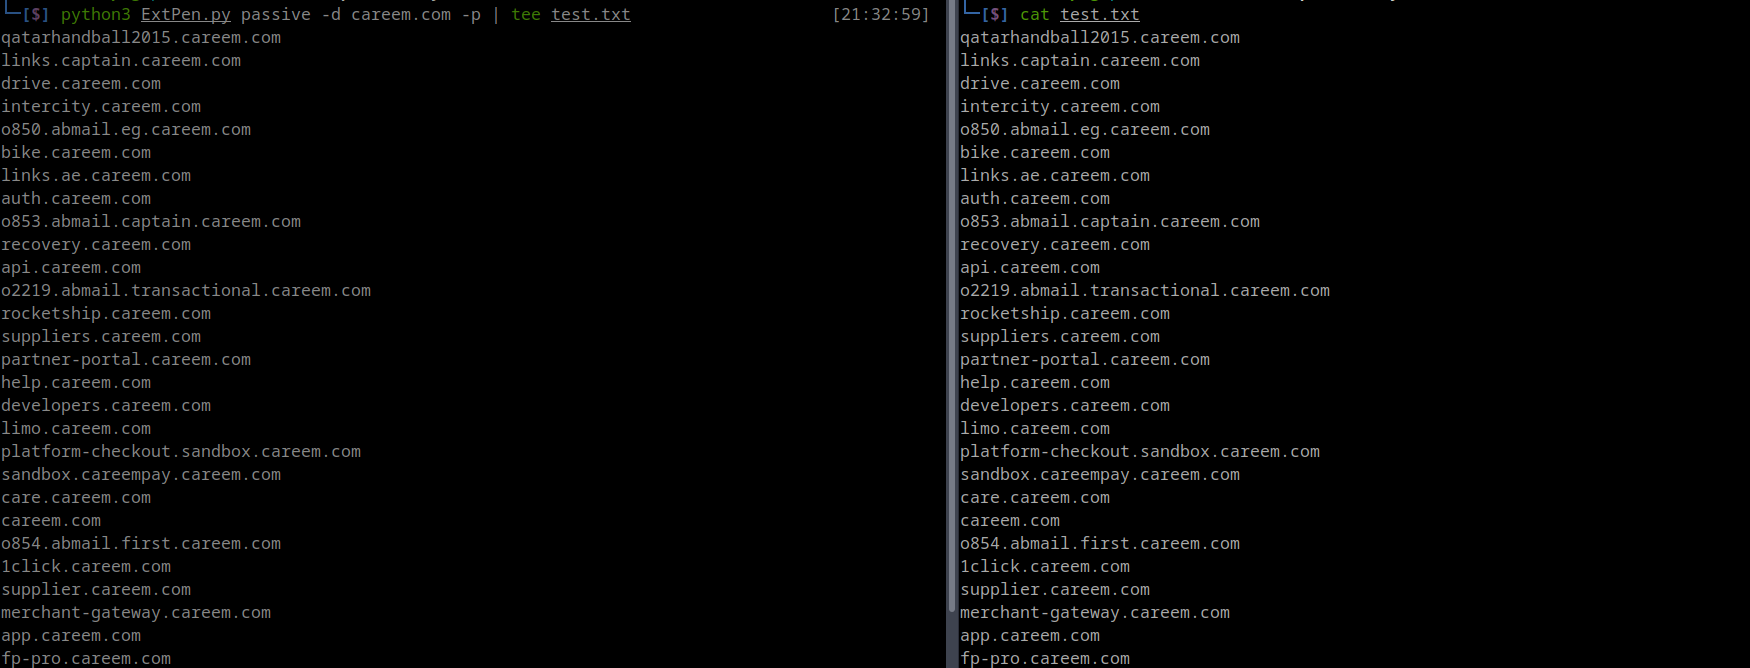 └─[$] python3 ExtPen.py passive -d careem.com -p | tee test.txt [21:32:59]
qatarhandball2015.careem.com
links.captain.careem.com
drive.careem.com
intercity.careem.com
o850.abmail.eg.careem.com
bike.careem.com
links.ae.careem.com
auth.careem.com
o853.abmail.captain.careem.com
recovery.careem.com
api.careem.com
o2219.abmail.transactional.careem.com
rocketship.careem.com
suppliers.careem.com
partner-portal.careem.com
help.careem.com
developers.careem.com
limo.careem.com
platform-checkout.sandbox.careem.com
sandbox.careempay.careem.com
care.careem.com
careem.com
o854.abmail.first.careem.com
1click.careem.com
supplier.careem.com
merchant-gateway.careem.com
app.careem.com
fp-pro.careem.com
└─[$] cat test.txt
qatarhandball2015.careem.com
links.captain.careem.com
drive.careem.com
intercity.careem.com
o850.abmail.eg.careem.com
bike.careem.com
links.ae.careem.com
auth.careem.com
o853.abmail.captain.careem.com
recovery.careem.com
api.careem.com
o2219.abmail.transactional.careem.com
rocketship.careem.com
suppliers.careem.com
partner-portal.careem.com
help.careem.com
developers.careem.com
limo.careem.com
platform-checkout.sandbox.careem.com
sandbox.careempay.careem.com
care.careem.com
careem.com
o854.abmail.first.careem.com
1click.careem.com
supplier.careem.com
merchant-gateway.careem.com
app.careem.com
fp-pro.careem.com